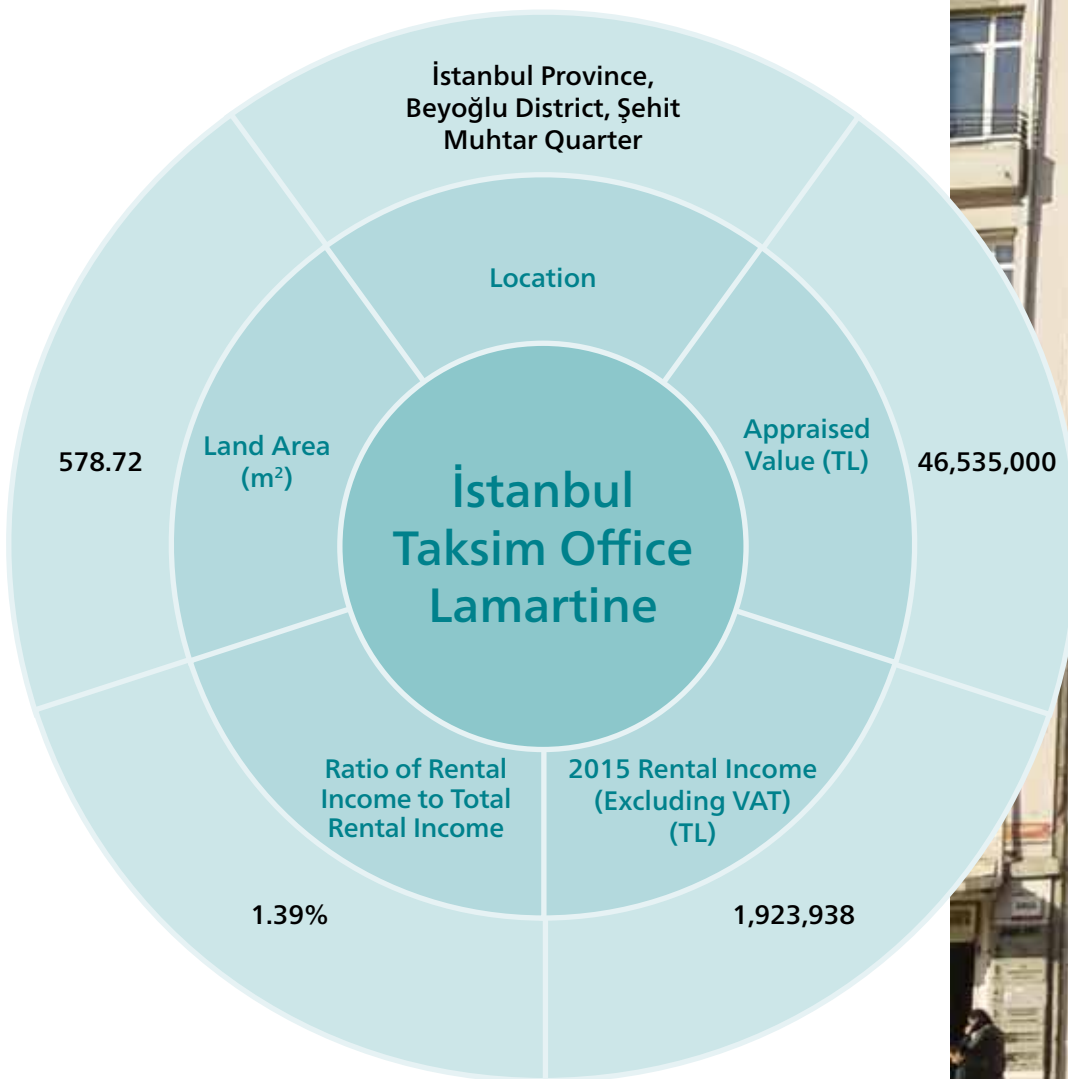 İstanbul Province,
Beyoğlu District, Şehit
Muhtar Quarter
Location
Appraised
Value (TL)
46,535,000
578.72
Land Area
(m²)
İstanbul
Taksim Office
Lamartine
Ratio of Rental
Income to Total
Rental Income
2015 Rental Income
(Excluding VAT)
(TL)
1.39%
1,923,938